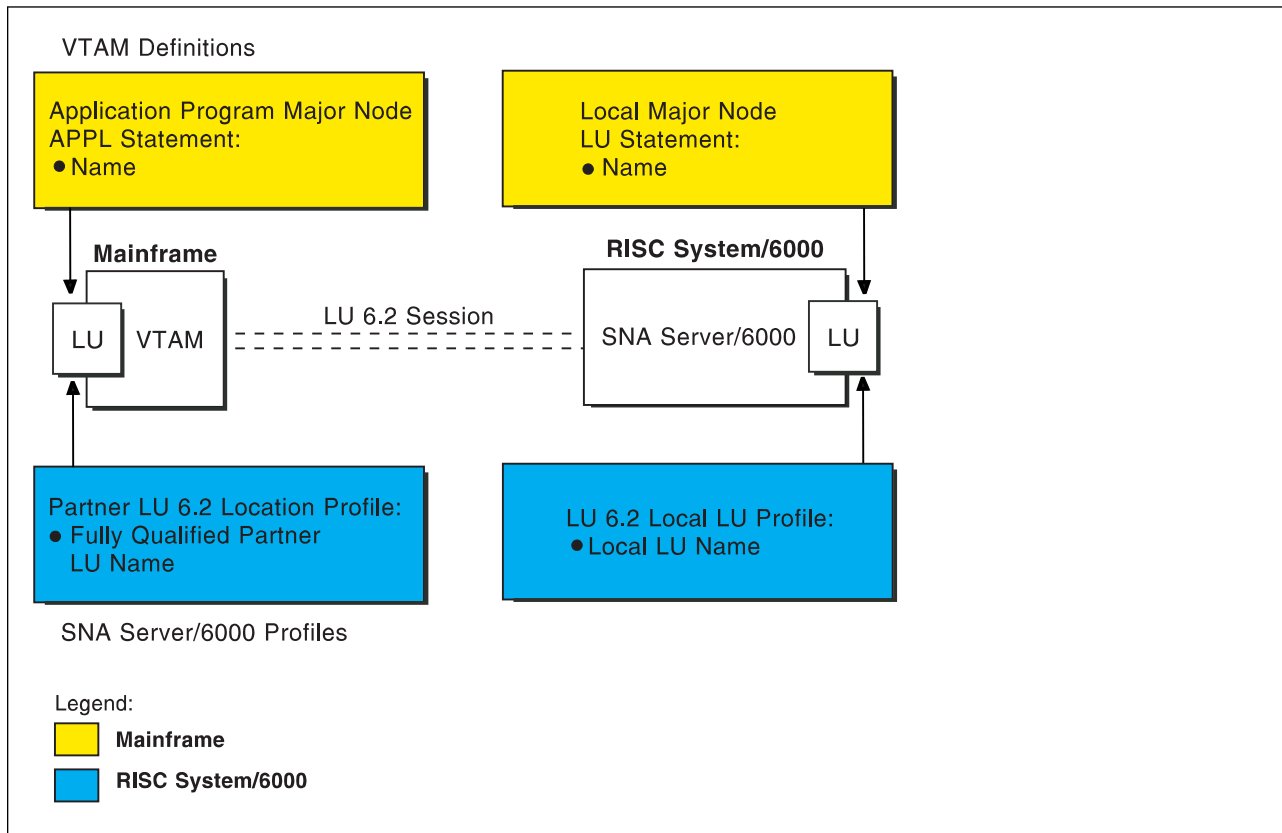 VTAM Definitions
Application Program Major Node
APPL Statement:
● Name
Local Major Node
LU Statement:
● Name
Mainframe
RISC System/6000
LU
VTAM
LU 6.2 Session
SNA Server/6000
LU
Partner LU 6.2 Location Profile:
● Fully Qualified Partner
LU Name
LU 6.2 Local LU Profile:
● Local LU Name
SNA Server/6000 Profiles
Legend:
Mainframe
RISC System/6000